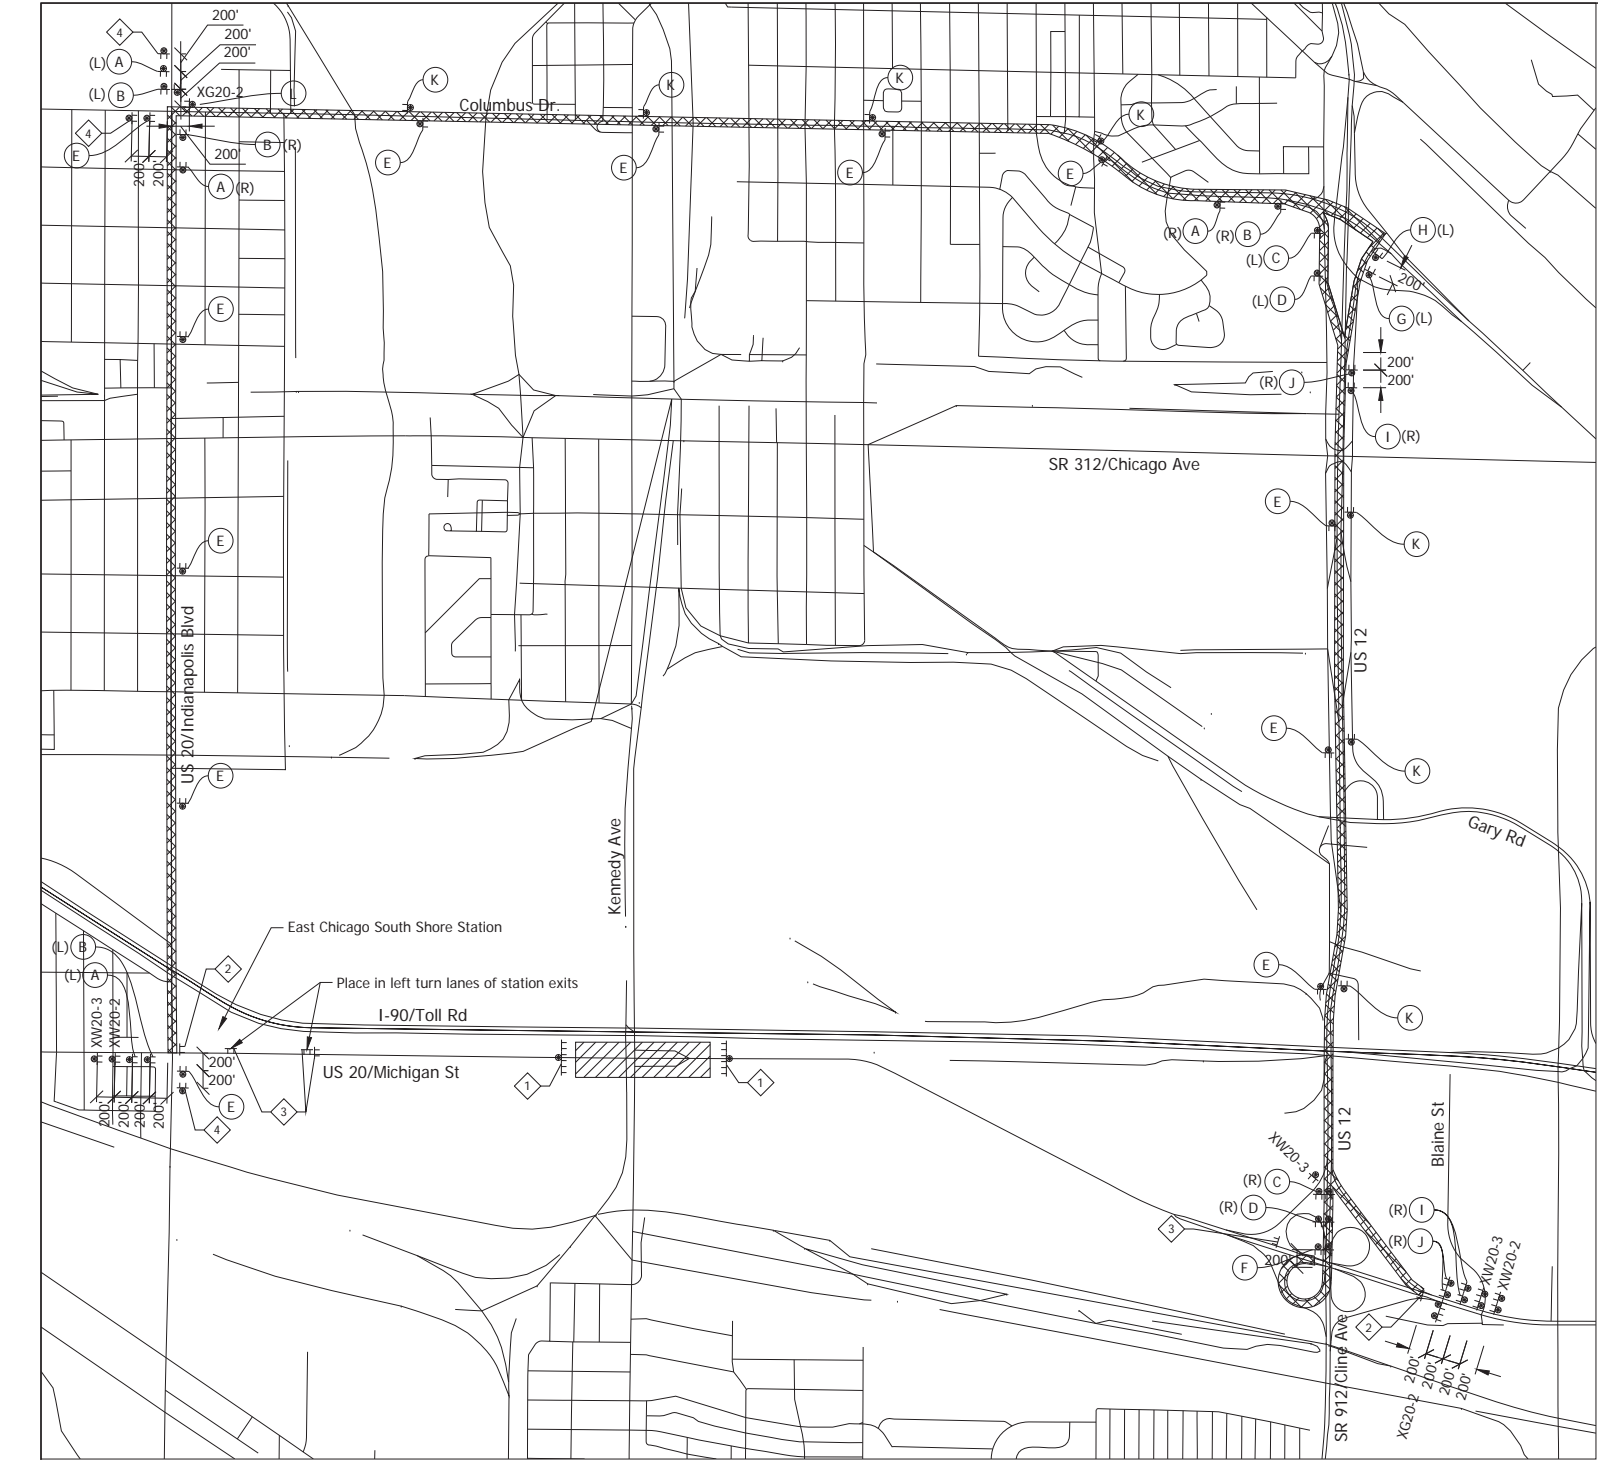 200'
4
200'
(L) A
200'
(L) B
XG20-2
L
K
K
K
K
Columbus Dr.
4
E
B (R)
200'
200'
200'
A (R)
E
E
E
E
(R) A
(R) B
(L) C
H (L)
200'
(L) D
G (L)
E
200'
(R) J
200'
I (R)
SR 312/Chicago Ave
E
K
E
US 20/Indianapolis Blvd
US 12
E
K
E
Kennedy Ave
Gary Rd
East Chicago South Shore Station
(L) B
2
(L) A
Place in left turn lanes of station exits
E
K
XW20-3
XW20-2
I-90/Toll Rd
200'
200'
US 20/Michigan St
1
1
E
3
4
200'
200'
200'
200'
US 12
Blaine St
XW20-3
(R) C
(R) D
(R) I
3
(R) J
F
200'
XW20-3
XW20-2
2
SR 912/Cline Ave
200'
200'
200'
200'
XG20-2